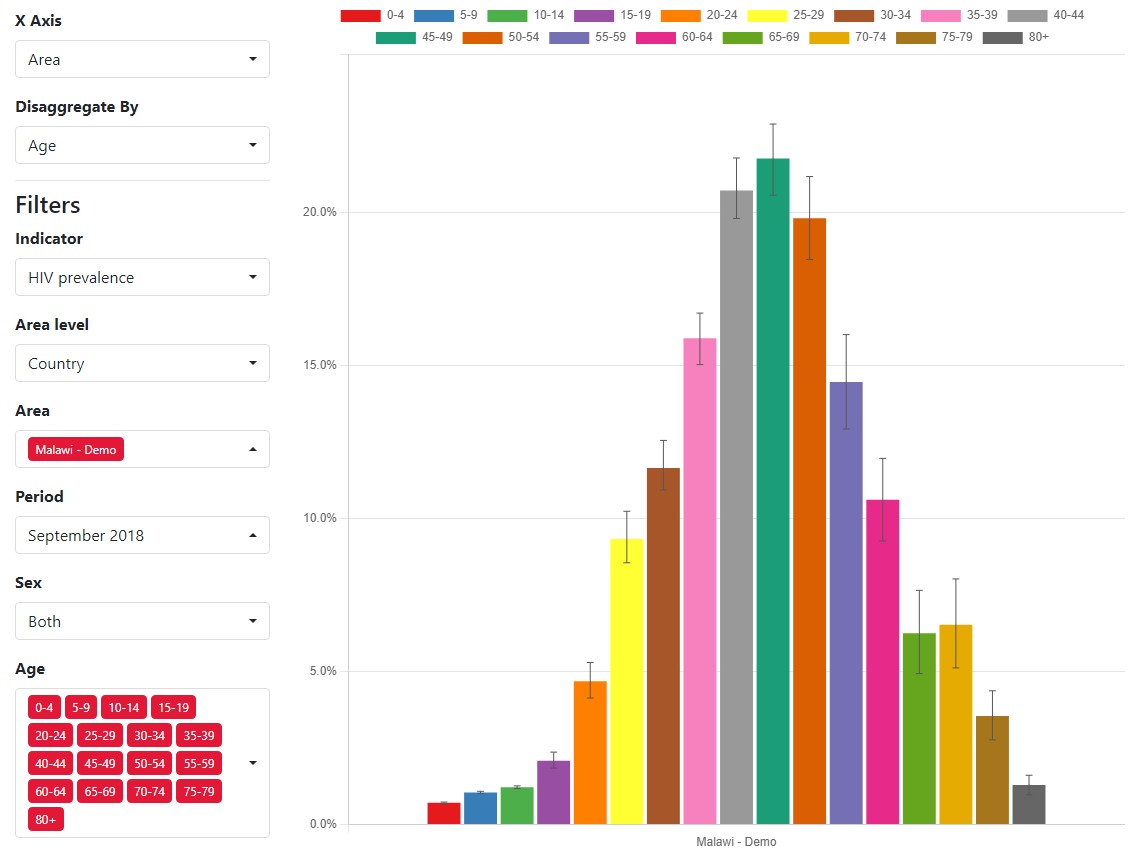 X Axis
Area
Disaggregate By
Age
Filters
Indicator
HIV prevalence
Area level
Country
Area
Malawi - Demo
Period
September 2018
Sex
Both
Age
0-4 5-9 10-14 15-19
20-24 25-29 30-34 35-39
40-44 45-49 50-54 55-59
60-64 65-69 70-74 75-79
80+
0-4 5-9 10-14 15-19 20-24 25-29 30-34 35-39 40-44
45-49 50-54 55-59 60-64 65-69 70-74 75-79 80+
20.0%
15.0%
10.0%
5.0%
0.0%
Malawi - Demo